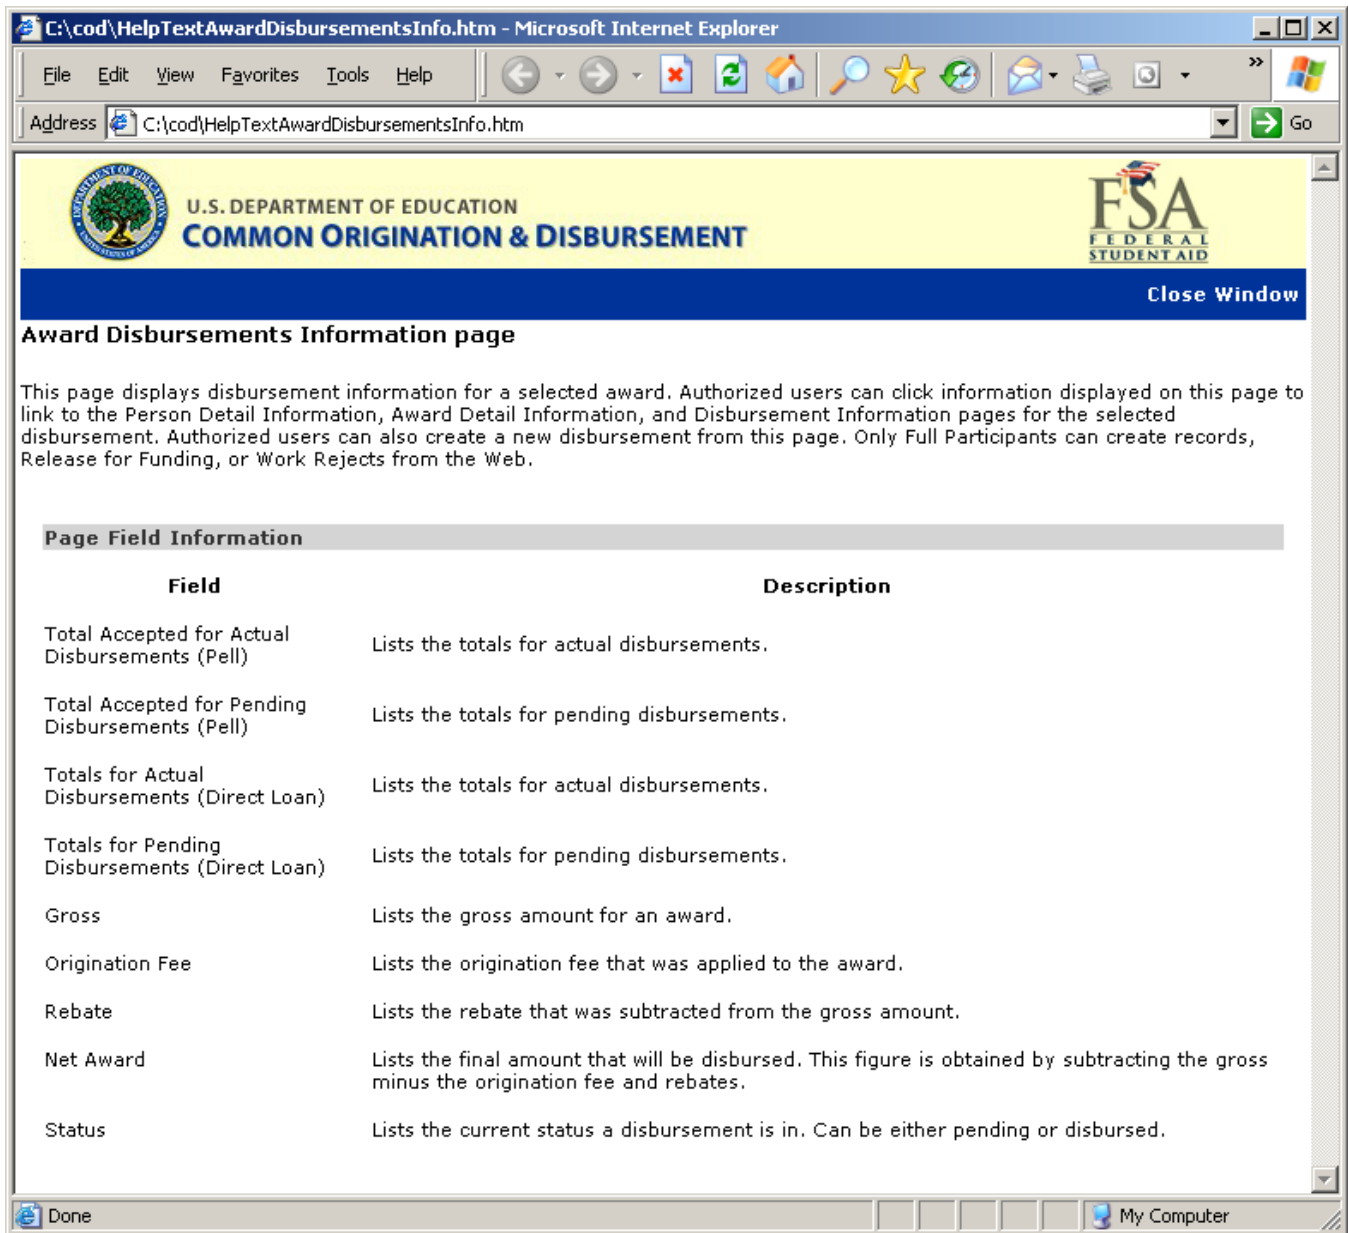 C:\cod\HelpTextAwardDisbursementsInfo.htm - Microsoft Internet Explorer
File Edit View Favorites Tools Help »
Address C:\cod\HelpTextAwardDisbursementsInfo.htm Go
DEPARTMENT OF EDUCATION
UNITED STATES OF AMERICA
U.S. DEPARTMENT OF EDUCATION
COMMON ORIGINATION & DISBURSEMENT
FSA
FEDERAL
STUDENT AID
Close Window
Award Disbursements Information page
This page displays disbursement information for a selected award. Authorized users can click information displayed on this page to
link to the Person Detail Information, Award Detail Information, and Disbursement Information pages for the selected
disbursement. Authorized users can also create a new disbursement from this page. Only Full Participants can create records,
Release for Funding, or Work Rejects from the Web.
Page Field Information
Field Description
Total Accepted for Actual
Disbursements (Pell)
Lists the totals for actual disbursements.
Total Accepted for Pending
Disbursements (Pell)
Lists the totals for pending disbursements.
Totals for Actual
Disbursements (Direct Loan)
Lists the totals for actual disbursements.
Totals for Pending
Disbursements (Direct Loan)
Lists the totals for pending disbursements.
Gross Lists the gross amount for an award.
Origination Fee Lists the origination fee that was applied to the award.
Rebate Lists the rebate that was subtracted from the gross amount.
Net Award Lists the final amount that will be disbursed. This figure is obtained by subtracting the gross
minus the origination fee and rebates.
Status Lists the current status a disbursement is in. Can be either pending or disbursed.
Done My Computer